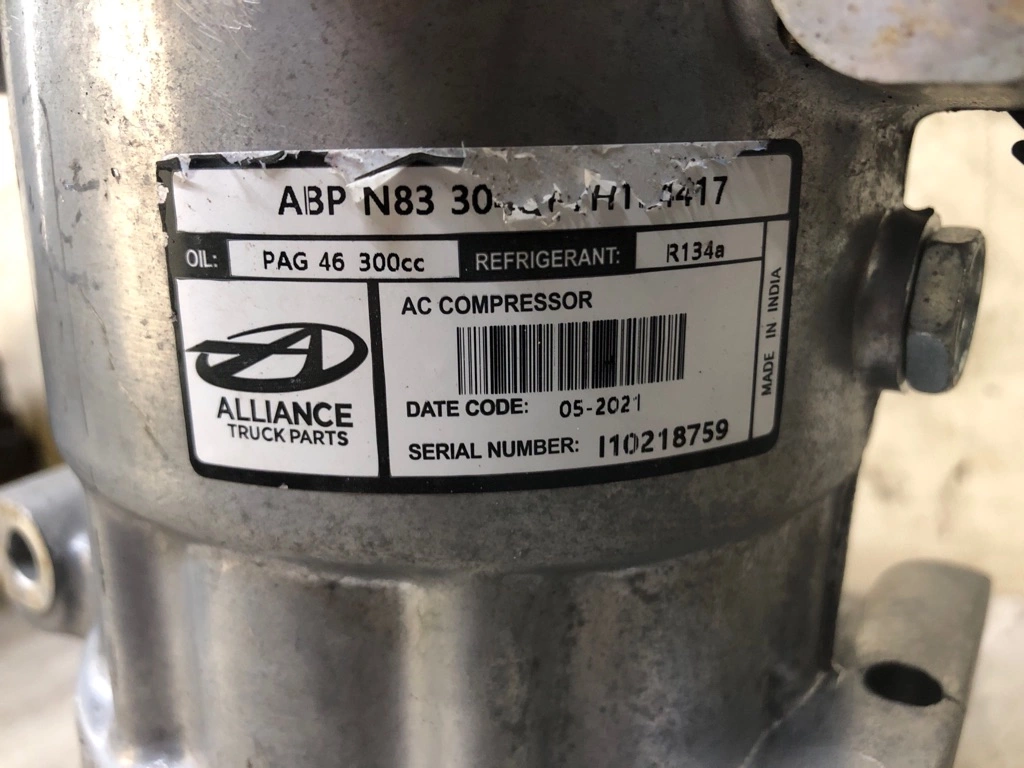 ABP N83
OIL: PAG 46 300cc REFRIGERANT: R134a
AC COMPRESSOR
ALLIANCE
TRUCK PARTS
DATE CODE: 05-2021
SERIAL NUMBER: I10218759
MADE IN INDIA